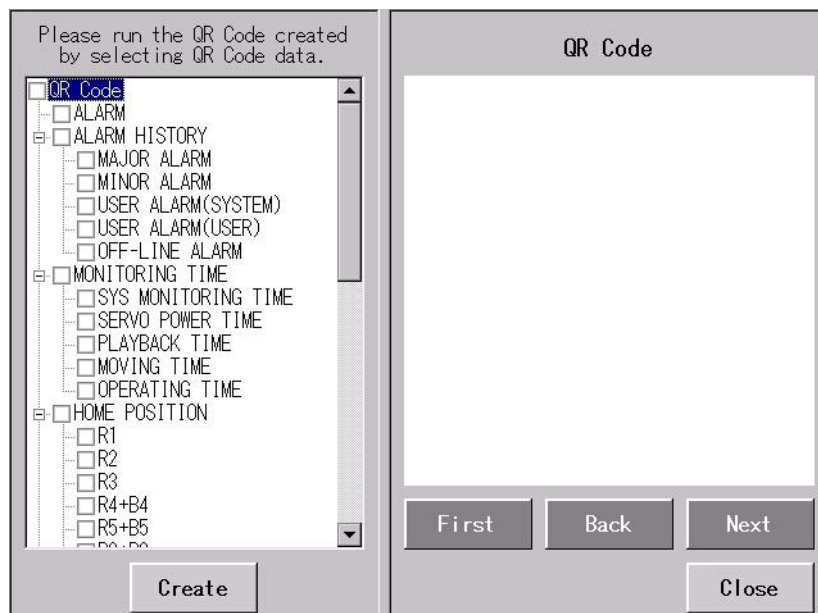 Please run the QR Code created
by selecting QR Code data.
QR Code
ALARM
ALARM HISTORY
MAJOR ALARM
MINOR ALARM
USER ALARM(SYSTEM)
USER ALARM(USER)
OFF-LINE ALARM
MONITORING TIME
SYS MONITORING TIME
SERVO POWER TIME
PLAYBACK TIME
MOVING TIME
OPERATING TIME
HOME POSITION
R1
R2
R3
R4+B4
R5+B5
Create
QR Code
First
Back
Next
Close